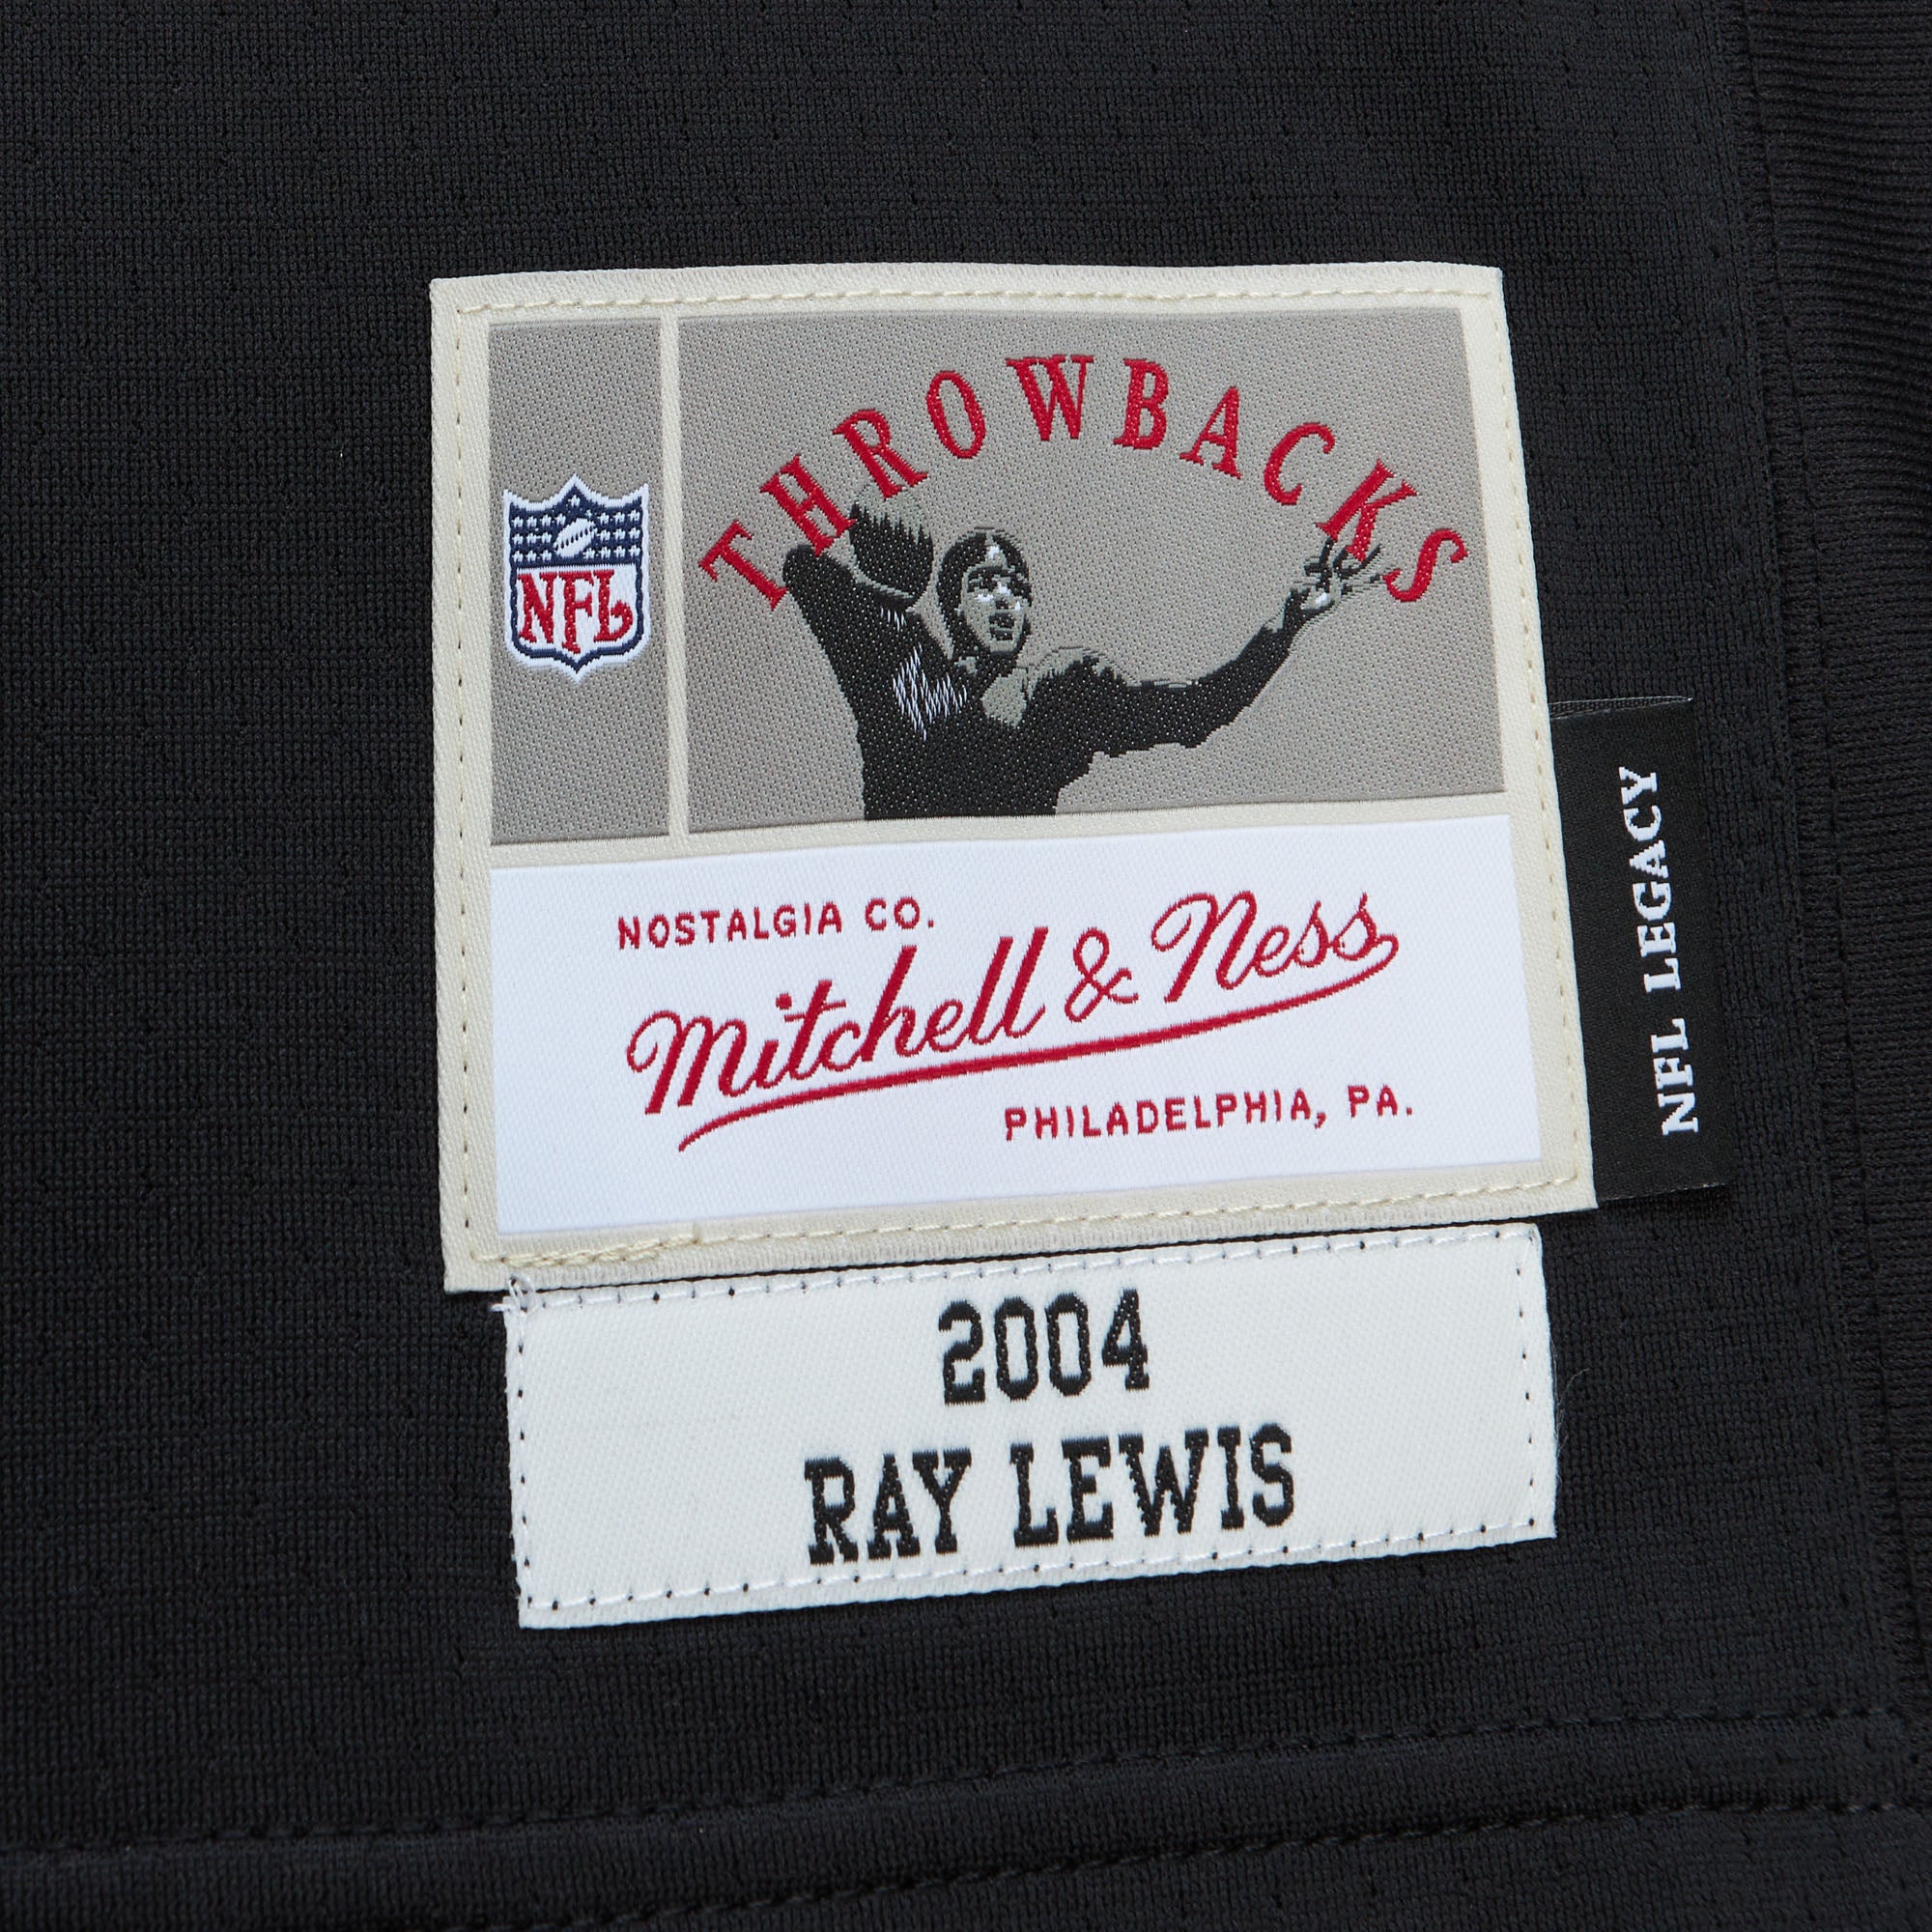 THROWBACKS
NFL
NOSTALGIA CO.
Mitchell & Ness
PHILADELPHIA, PA.
NFL LEGACY
2004
RAY LEWIS